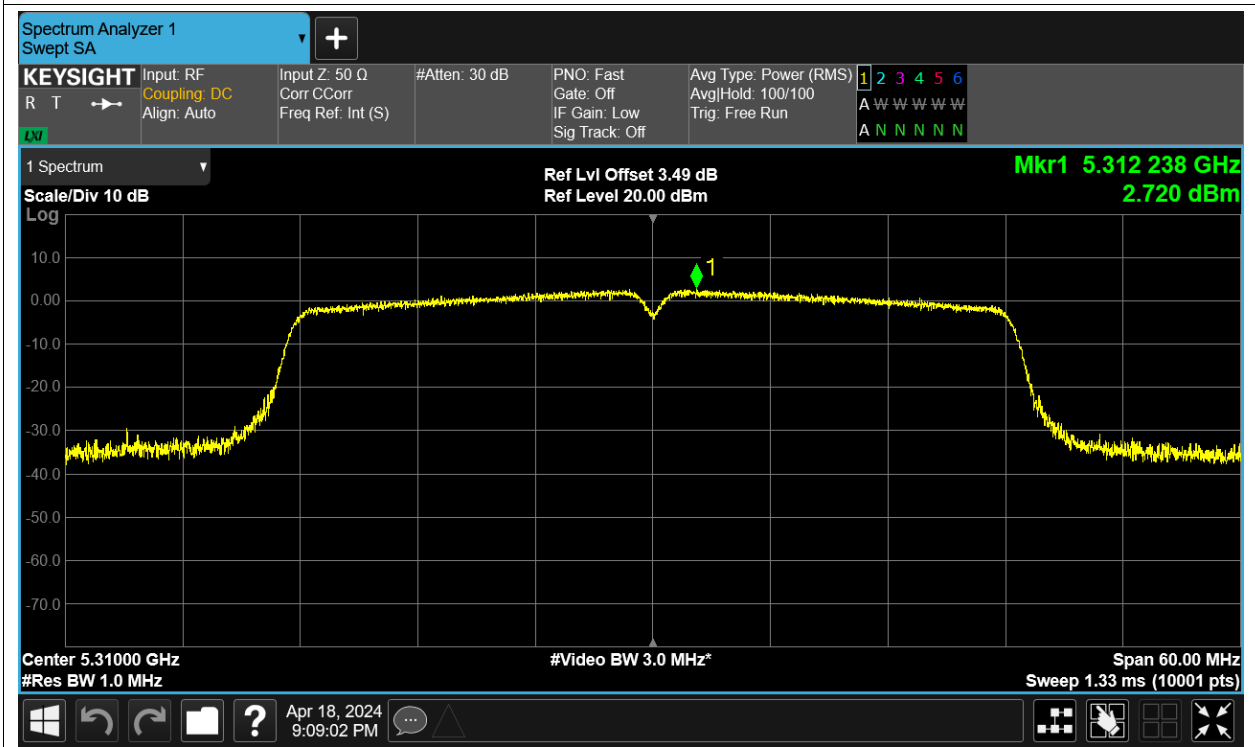 Spectrum Analyzer 1
Swept SA
+
KEYSIGHT
R T
LXI
Input: RF
Coupling: DC
Align: Auto
Input Z: 50 Ω
Corr CCorr
Freq Ref: Int (S)
#Atten: 30 dB
PNO: Fast
Gate: Off
IF Gain: Low
Sig Track: Off
Avg Type: Power (RMS)
Avg|Hold: 100/100
Trig: Free Run
1 2 3 4 5 6
A W W W W W
A N N N N N
1 Spectrum
Scale/Div 10 dB
Ref Lvl Offset 3.49 dB
Ref Level 20.00 dBm
Mkr1 5.312 238 GHz
2.720 dBm
Log
10.0
0.00
-10.0
-20.0
-30.0
-40.0
-50.0
-60.0
-70.0
1
Center 5.31000 GHz
#Res BW 1.0 MHz
#Video BW 3.0 MHz*
Span 60.00 MHz
Sweep 1.33 ms (10001 pts)
?
Apr 18, 2024
9:09:02 PM